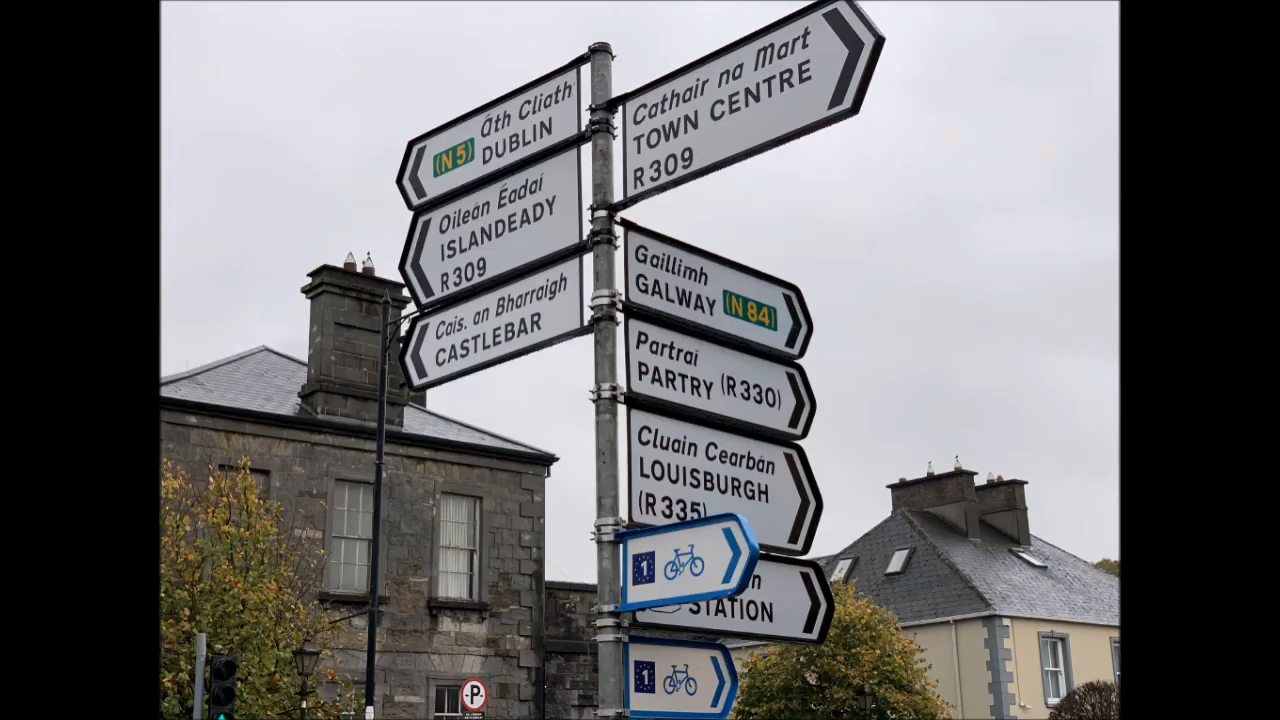 Áth Cliath
(N 5) DUBLIN
Oileán Éadaí
ISLANDEADY
R309
Cais. an Bharraigh
CASTLEBAR
Cathair na Mart
TOWN CENTRE
R309
Gaillimh
GALWAY (N 84)
Partraí
PARTRY (R330)
Cluain Cearbán
LOUISBURGH
(R335)
1
STATION
1
P